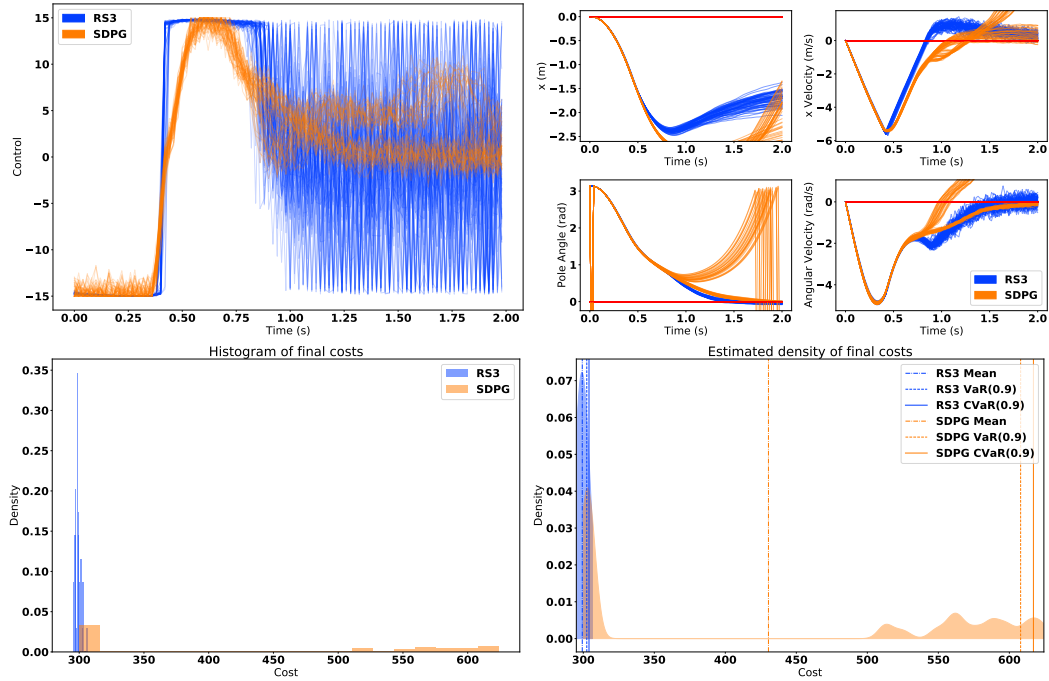 RS3
SDPG
15
10
5
0
−5
−10
−15
Control
0.00
0.25
0.50
0.75
1.00
1.25
1.50
1.75
2.00
Time (s)
0.0
−0.5
−1.0
−1.5
−2.0
−2.5
x (m)
0.0
0.5
1.0
1.5
2.0
Time (s)
0
−2
−4
−6
x Velocity (m/s)
0.0
0.5
1.0
1.5
2.0
Time (s)
3
2
1
0
Pole Angle (rad)
0.0
0.5
1.0
1.5
2.0
Time (s)
0
−2
−4
Angular Velocity (rad/s)
RS3
SDPG
0.0
0.5
1.0
1.5
2.0
Time (s)
Histogram of final costs
RS3
SDPG
0.35
0.30
0.25
0.20
0.15
0.10
0.05
0.00
Density
300
350
400
450
500
550
600
Cost
Estimated density of final costs
RS3 Mean
RS3 VaR(0.9)
RS3 CVaR(0.9)
SDPG Mean
SDPG VaR(0.9)
SDPG CVaR(0.9)
0.07
0.06
0.05
0.04
0.03
0.02
0.01
0.00
Density
300
350
400
450
500
550
600
Cost